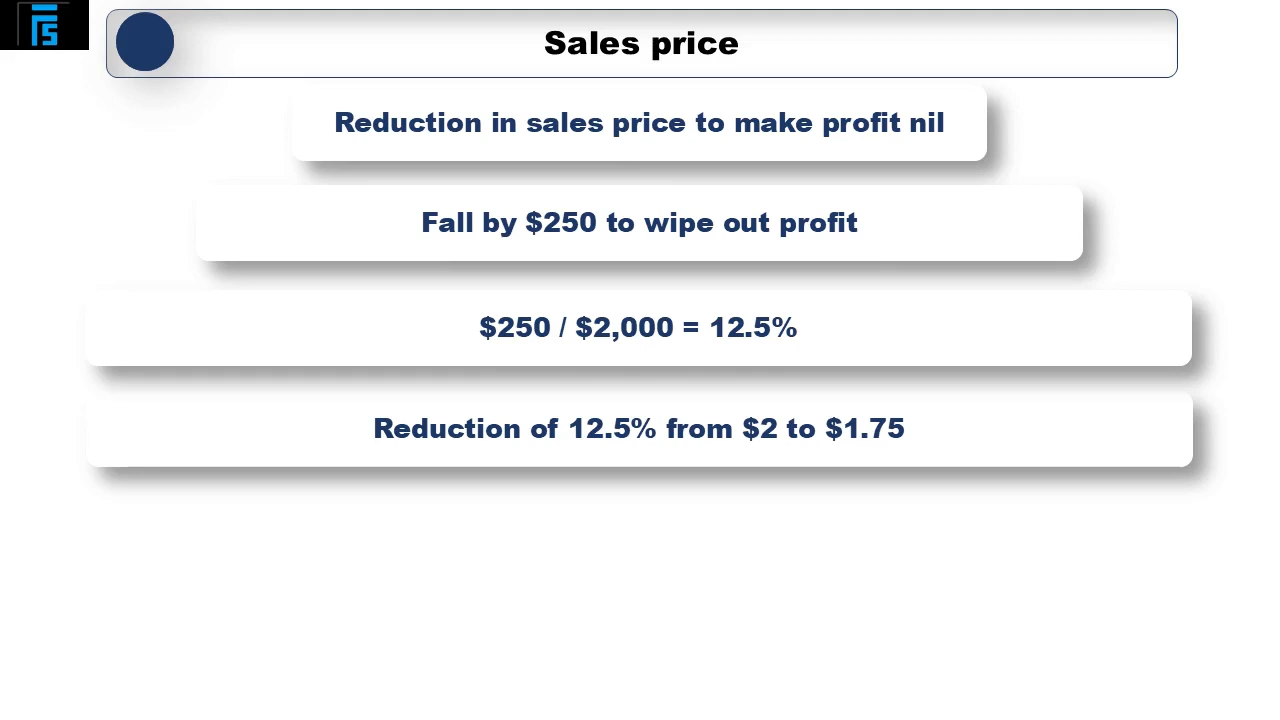 Sales price
Reduction in sales price to make profit nil
Fall by $250 to wipe out profit
$250 / $2,000 = 12.5%
Reduction of 12.5% from $2 to $1.75